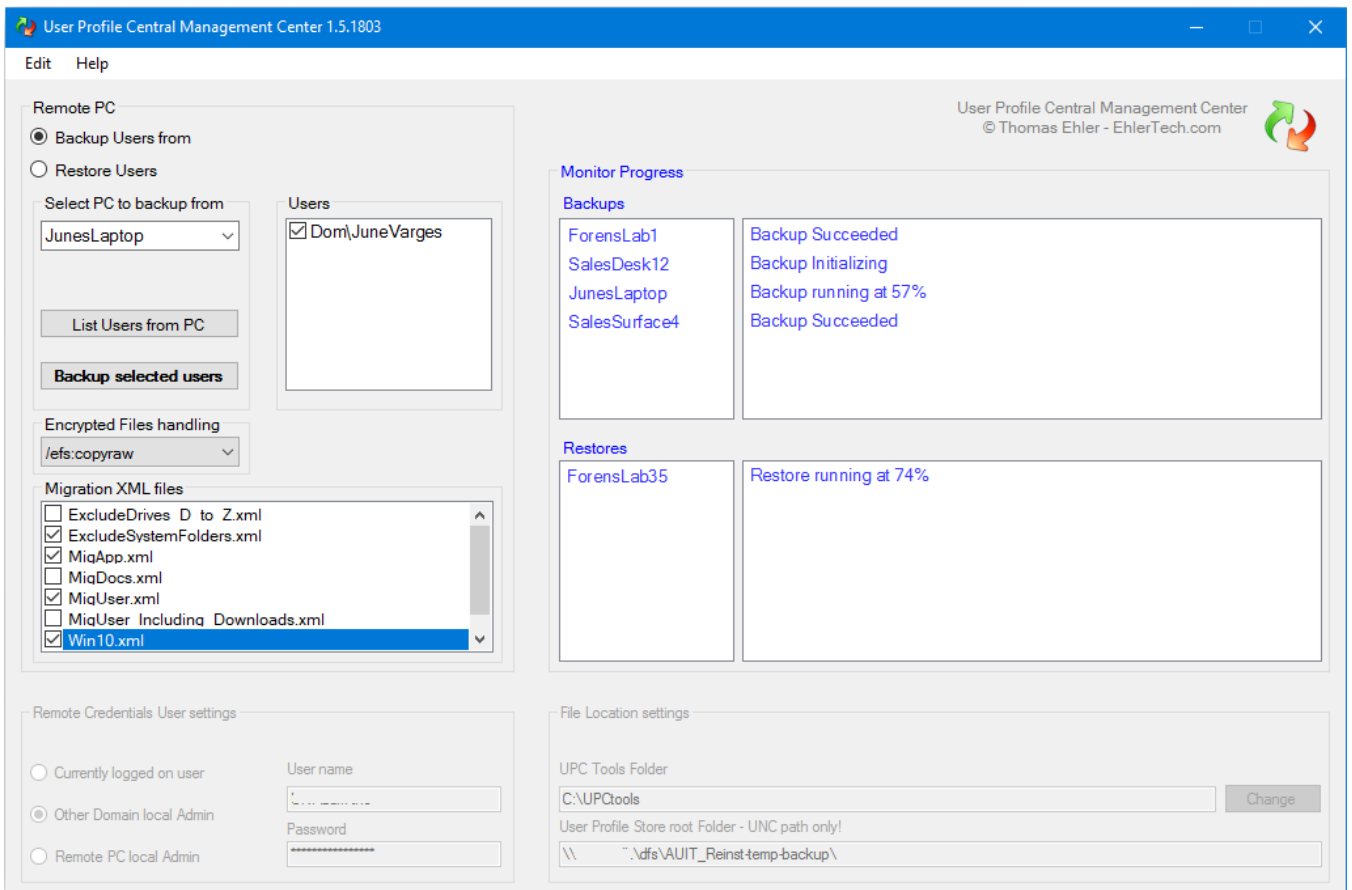 User Profile Central Management Center 1.5.1803
Edit Help
User Profile Central Management Center
© Thomas Ehler - EhlerTech.com
Remote PC
Backup Users from
Restore Users
Select PC to backup from
JunesLaptop
List Users from PC
Backup selected users
Users
Dom\JuneVarges
Encrypted Files handling
/efs:copyraw
Migration XML files
ExcludeDrives_D_to_Z.xml
ExcludeSystemFolders.xml
MigApp.xml
MigDocs.xml
MigUser.xml
MigUser_Including_Downloads.xml
Win10.xml
Monitor Progress
Backups
ForensLab1 Backup Succeeded
SalesDesk12 Backup Initializing
JunesLaptop Backup running at 57%
SalesSurface4 Backup Succeeded
Restores
ForensLab35 Restore running at 74%
Remote Credentials User settings
Currently logged on user
Other Domain local Admin
Remote PC local Admin
User name
Password
****************
File Location settings
UPC Tools Folder
C:\UPCtools
Change
User Profile Store root Folder - UNC path only!
\\ .\dfs\AUIT_Reinst-temp-backup\